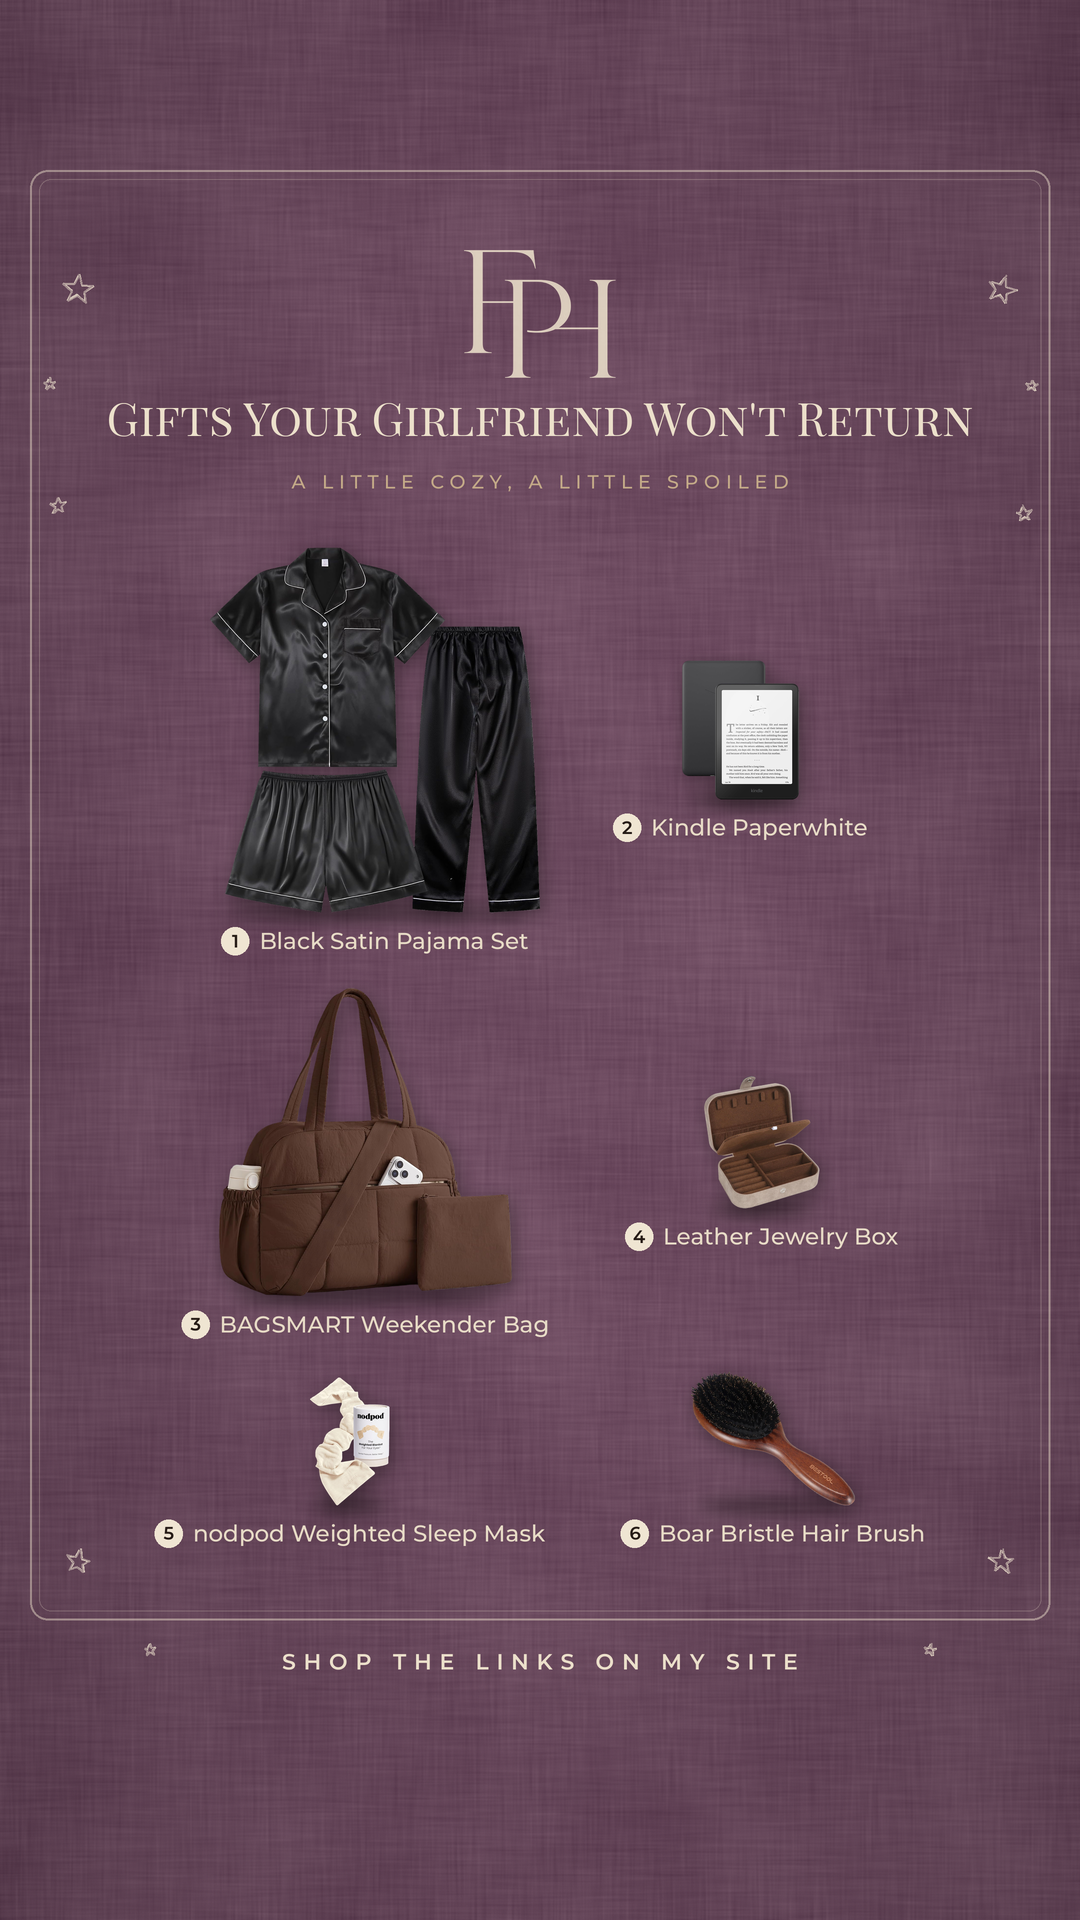 FPH
Gifts Your Girlfriend Won't Return
A LITTLE COZY, A LITTLE SPOILED
1 Black Satin Pajama Set
I
kindle
2 Kindle Paperwhite
3 BAGSMART Weekender Bag
4 Leather Jewelry Box
nodpod
5 nodpod Weighted Sleep Mask
6 Boar Bristle Hair Brush
SHOP THE LINKS ON MY SITE